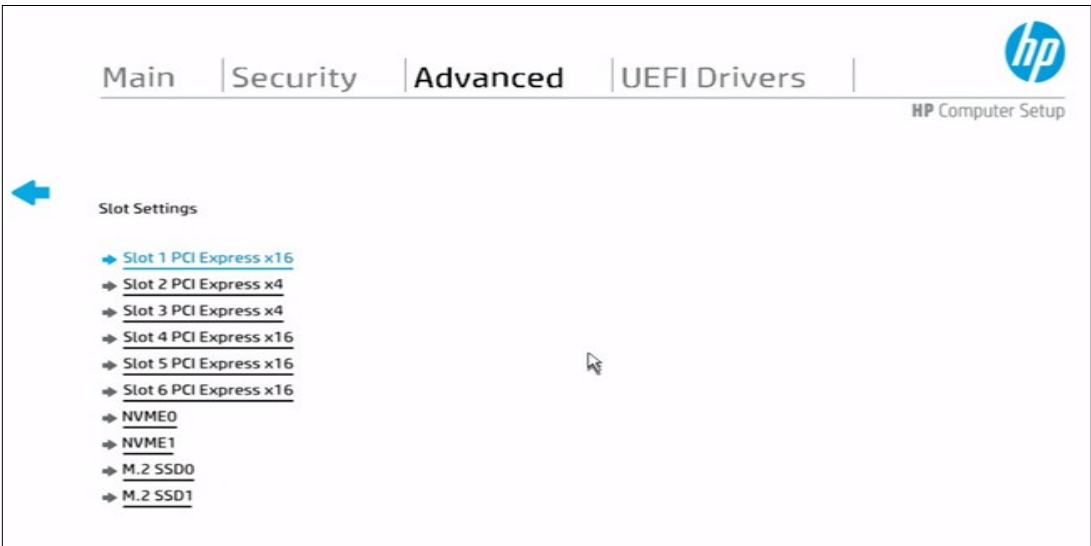 hp
Main Security Advanced UEFI Drivers
HP Computer Setup
Slot Settings
Slot 1 PCI Express x16
Slot 2 PCI Express x4
Slot 3 PCI Express x4
Slot 4 PCI Express x16
Slot 5 PCI Express x16
Slot 6 PCI Express x16
NVME0
NVME1
M.2 SSD0
M.2 SSD1